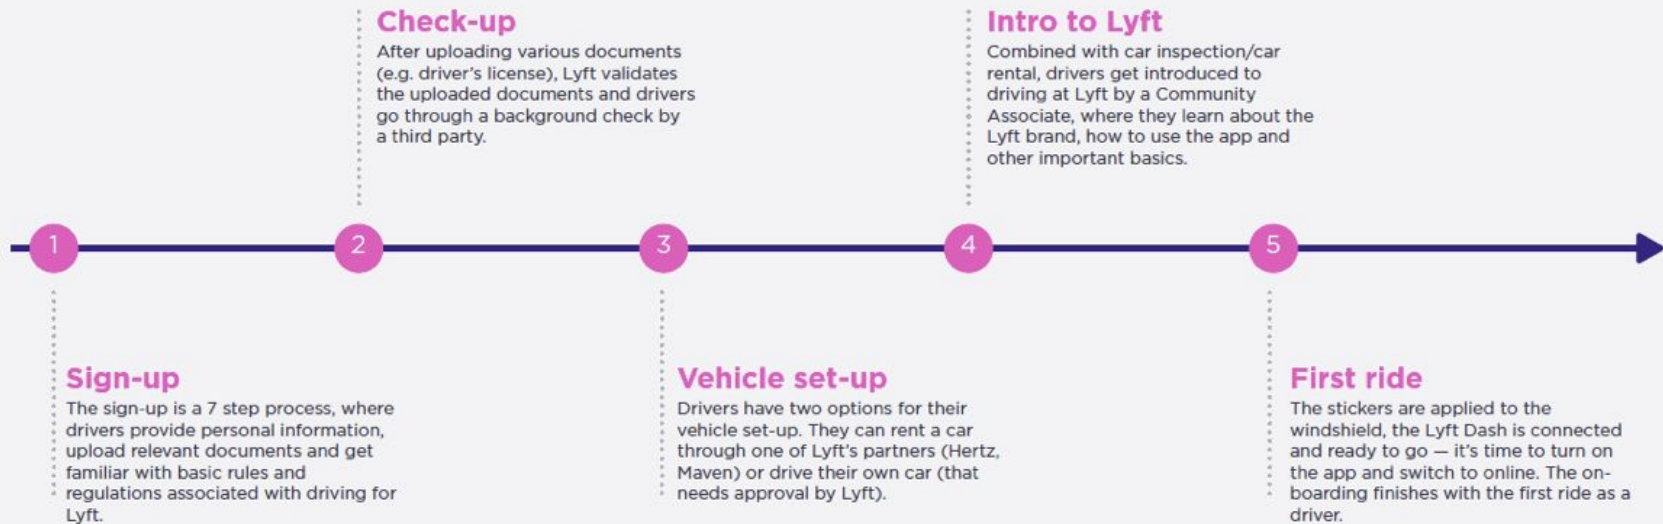 Check-up
After uploading various documents
(e.g. driver's license), Lyft validates
the uploaded documents and drivers
go through a background check by
a third party.
Intro to Lyft
Combined with car inspection/car
rental, drivers get introduced to
driving at Lyft by a Community
Associate, where they learn about the
Lyft brand, how to use the app and
other important basics.
1
2
3
4
5
Sign-up
The sign-up is a 7 step process, where
drivers provide personal information,
upload relevant documents and get
familiar with basic rules and
regulations associated with driving for
Lyft.
Vehicle set-up
Drivers have two options for their
vehicle set-up. They can rent a car
through one of Lyft's partners (Hertz,
Maven) or drive their own car (that
needs approval by Lyft).
First ride
The stickers are applied to the
windshield, the Lyft Dash is connected
and ready to go — it's time to turn on
the app and switch to online. The on-
boarding finishes with the first ride as a
driver.